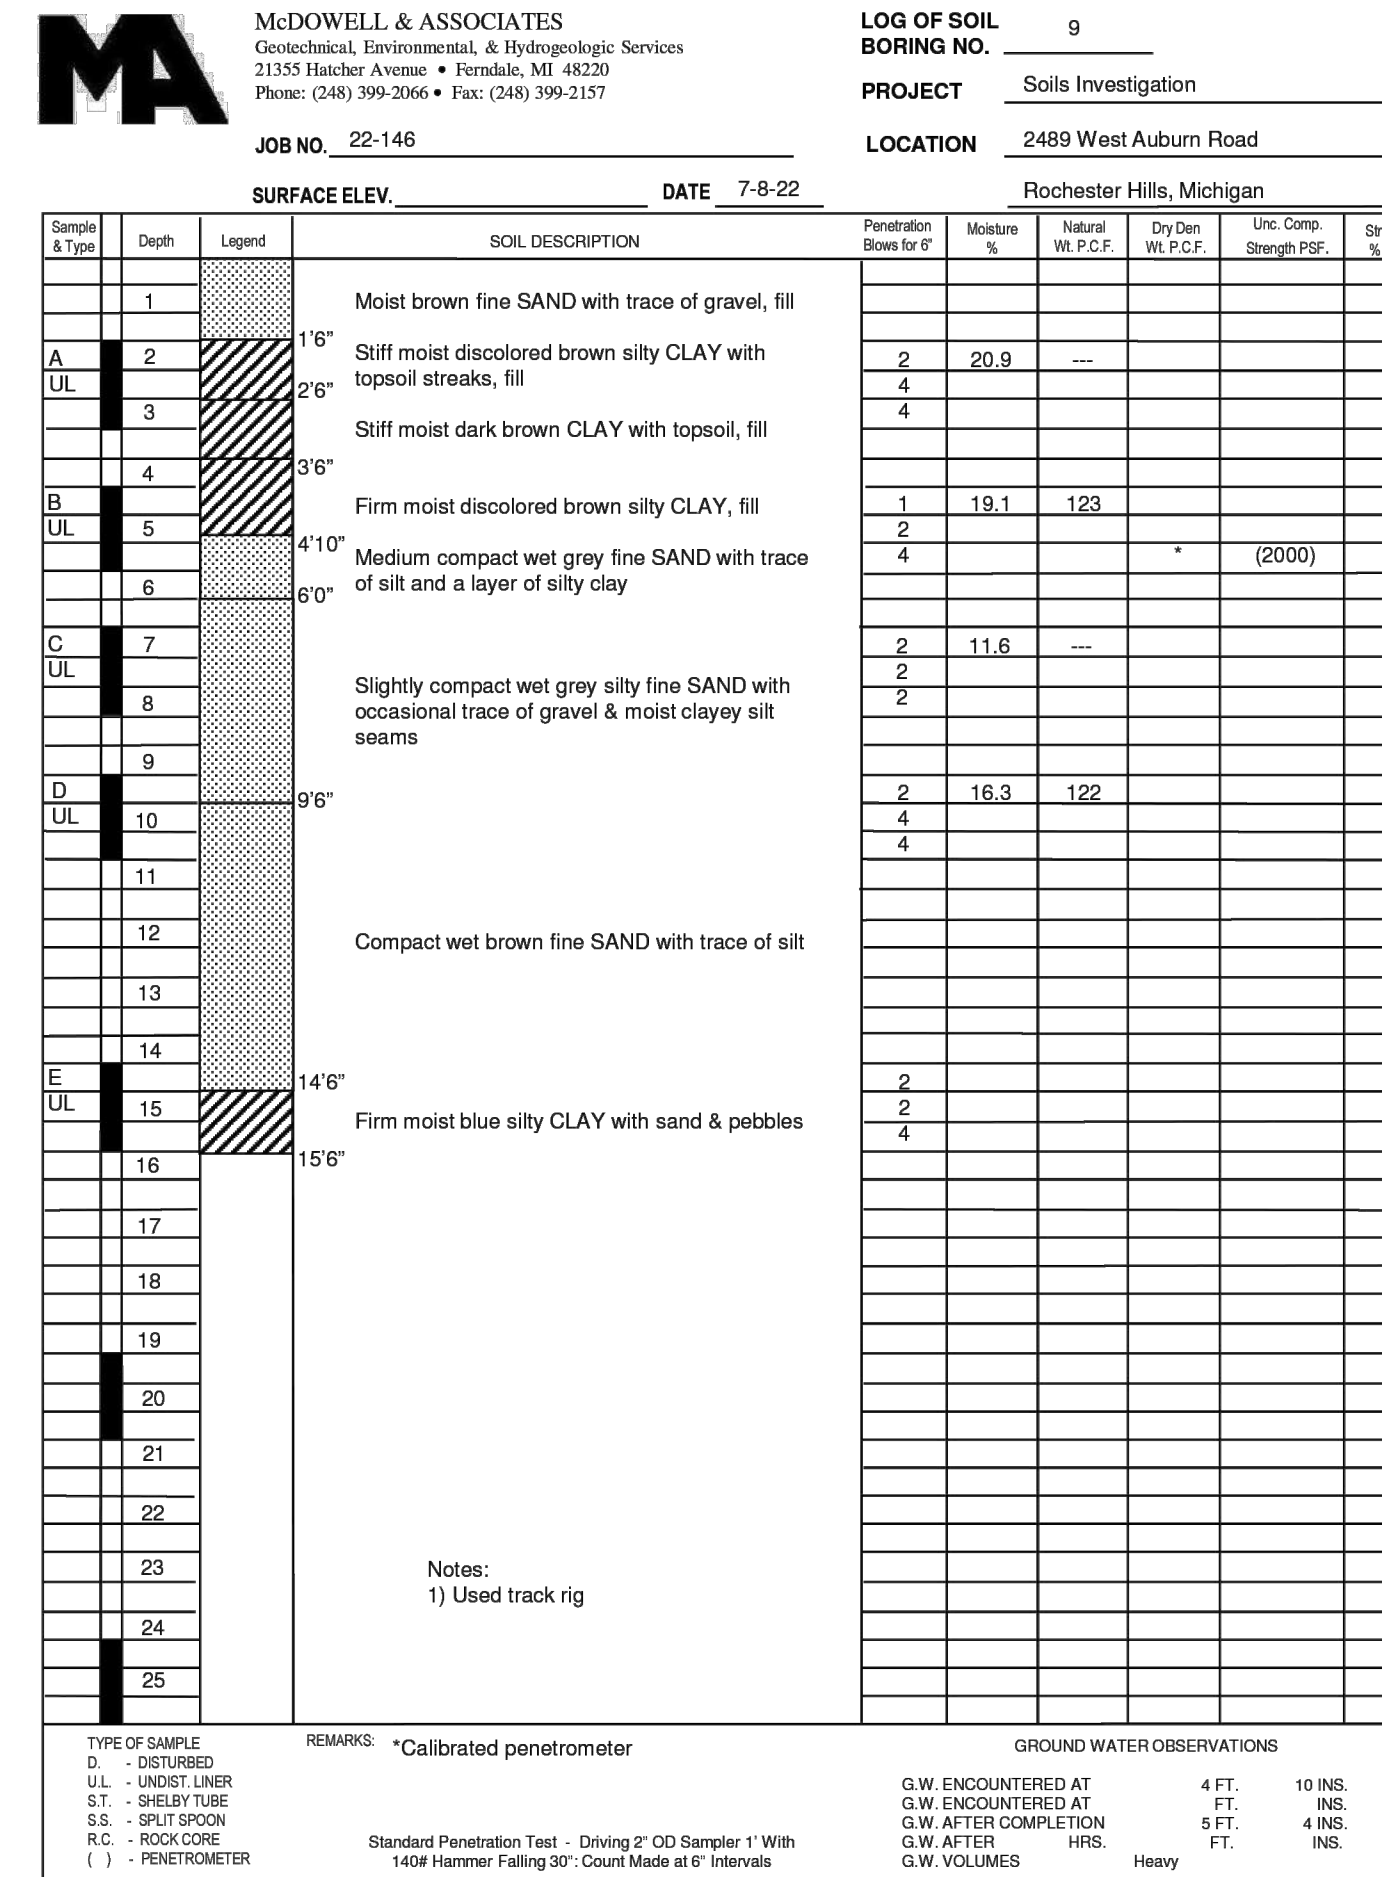 MA
McDOWELL & ASSOCIATES
Geotechnical, Environmental, & Hydrogeologic Services
21355 Hatcher Avenue • Ferndale, MI 48220
Phone: (248) 399-2066 • Fax: (248) 399-2157
LOG OF SOIL
BORING NO. 9
PROJECT Soils Investigation
JOB NO. 22-146
LOCATION 2489 West Auburn Road
SURFACE ELEV. DATE 7-8-22
Rochester Hills, Michigan
Sample & Type Depth Legend SOIL DESCRIPTION Penetration Blows for 6" Moisture % Natural Wt. P.C.F. Dry Den Wt. P.C.F. Unc. Comp. Strength PSF. Str %
1 Moist brown fine SAND with trace of gravel, fill
1'6"
A 2 Stiff moist discolored brown silty CLAY with 2 20.9 ---
UL 2'6" topsoil streaks, fill 4
3 4
Stiff moist dark brown CLAY with topsoil, fill
4 3'6"
B Firm moist discolored brown silty CLAY, fill 1 19.1 123
UL 5 2
4'10" Medium compact wet grey fine SAND with trace 4 * (2000)
6 6'0" of silt and a layer of silty clay
C 7 2 11.6 ---
UL 2
8 Slightly compact wet grey silty fine SAND with 2
occasional trace of gravel & moist clayey silt
seams
9
D 9'6" 2 16.3 122
UL 10 4
4
11
12 Compact wet brown fine SAND with trace of silt
13
14
E 14'6" 2
UL 15 2
Firm moist blue silty CLAY with sand & pebbles 4
16 15'6"
17
18
19
20
21
22
23 Notes:
1) Used track rig
24
25
TYPE OF SAMPLE
D. - DISTURBED
U.L. - UNDIST. LINER
S.T. - SHELBY TUBE
S.S. - SPLIT SPOON
R.C. - ROCK CORE
( ) - PENETROMETER
REMARKS: *Calibrated penetrometer
Standard Penetration Test - Driving 2" OD Sampler 1' With
140# Hammer Falling 30": Count Made at 6" Intervals
GROUND WATER OBSERVATIONS
G.W. ENCOUNTERED AT 4 FT. 10 INS.
G.W. ENCOUNTERED AT FT. INS.
G.W. AFTER COMPLETION 5 FT. 4 INS.
G.W. AFTER HRS. FT. INS.
G.W. VOLUMES Heavy